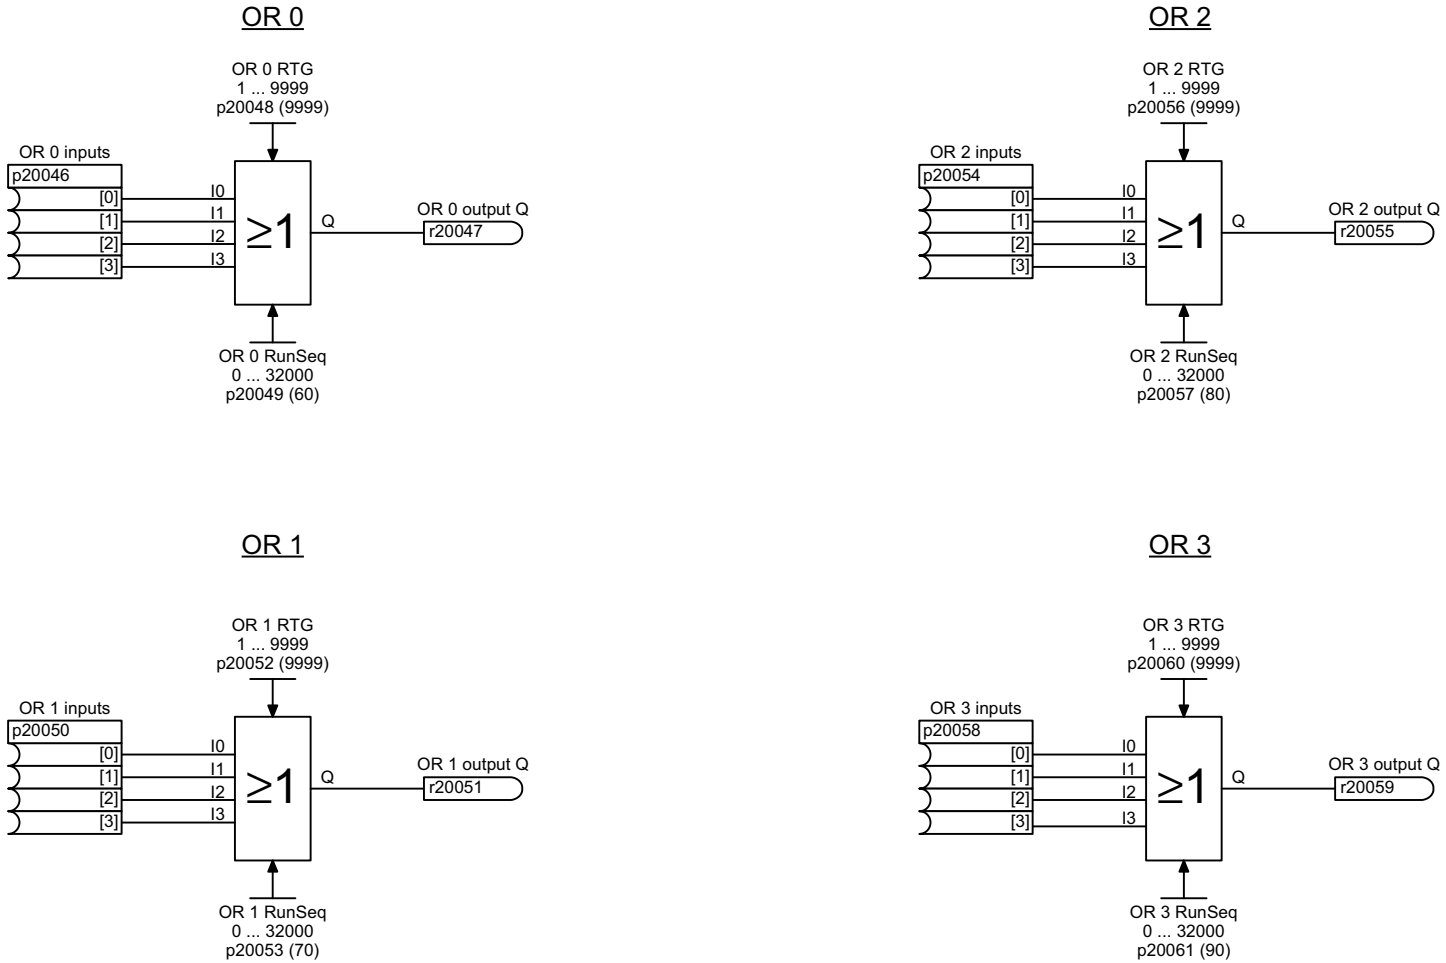 OR 0
OR 0 RTG
1 ... 9999
p20048 (9999)
OR 0 inputs
p20046
[0]
[1]
[2]
[3]
I0
I1
I2
I3
≥1
Q
OR 0 output Q
r20047
OR 0 RunSeq
0 ... 32000
p20049 (60)
OR 2
OR 2 RTG
1 ... 9999
p20056 (9999)
OR 2 inputs
p20054
[0]
[1]
[2]
[3]
I0
I1
I2
I3
≥1
Q
OR 2 output Q
r20055
OR 2 RunSeq
0 ... 32000
p20057 (80)
OR 1
OR 1 RTG
1 ... 9999
p20052 (9999)
OR 1 inputs
p20050
[0]
[1]
[2]
[3]
I0
I1
I2
I3
≥1
Q
OR 1 output Q
r20051
OR 1 RunSeq
0 ... 32000
p20053 (70)
OR 3
OR 3 RTG
1 ... 9999
p20060 (9999)
OR 3 inputs
p20058
[0]
[1]
[2]
[3]
I0
I1
I2
I3
≥1
Q
OR 3 output Q
r20059
OR 3 RunSeq
0 ... 32000
p20061 (90)